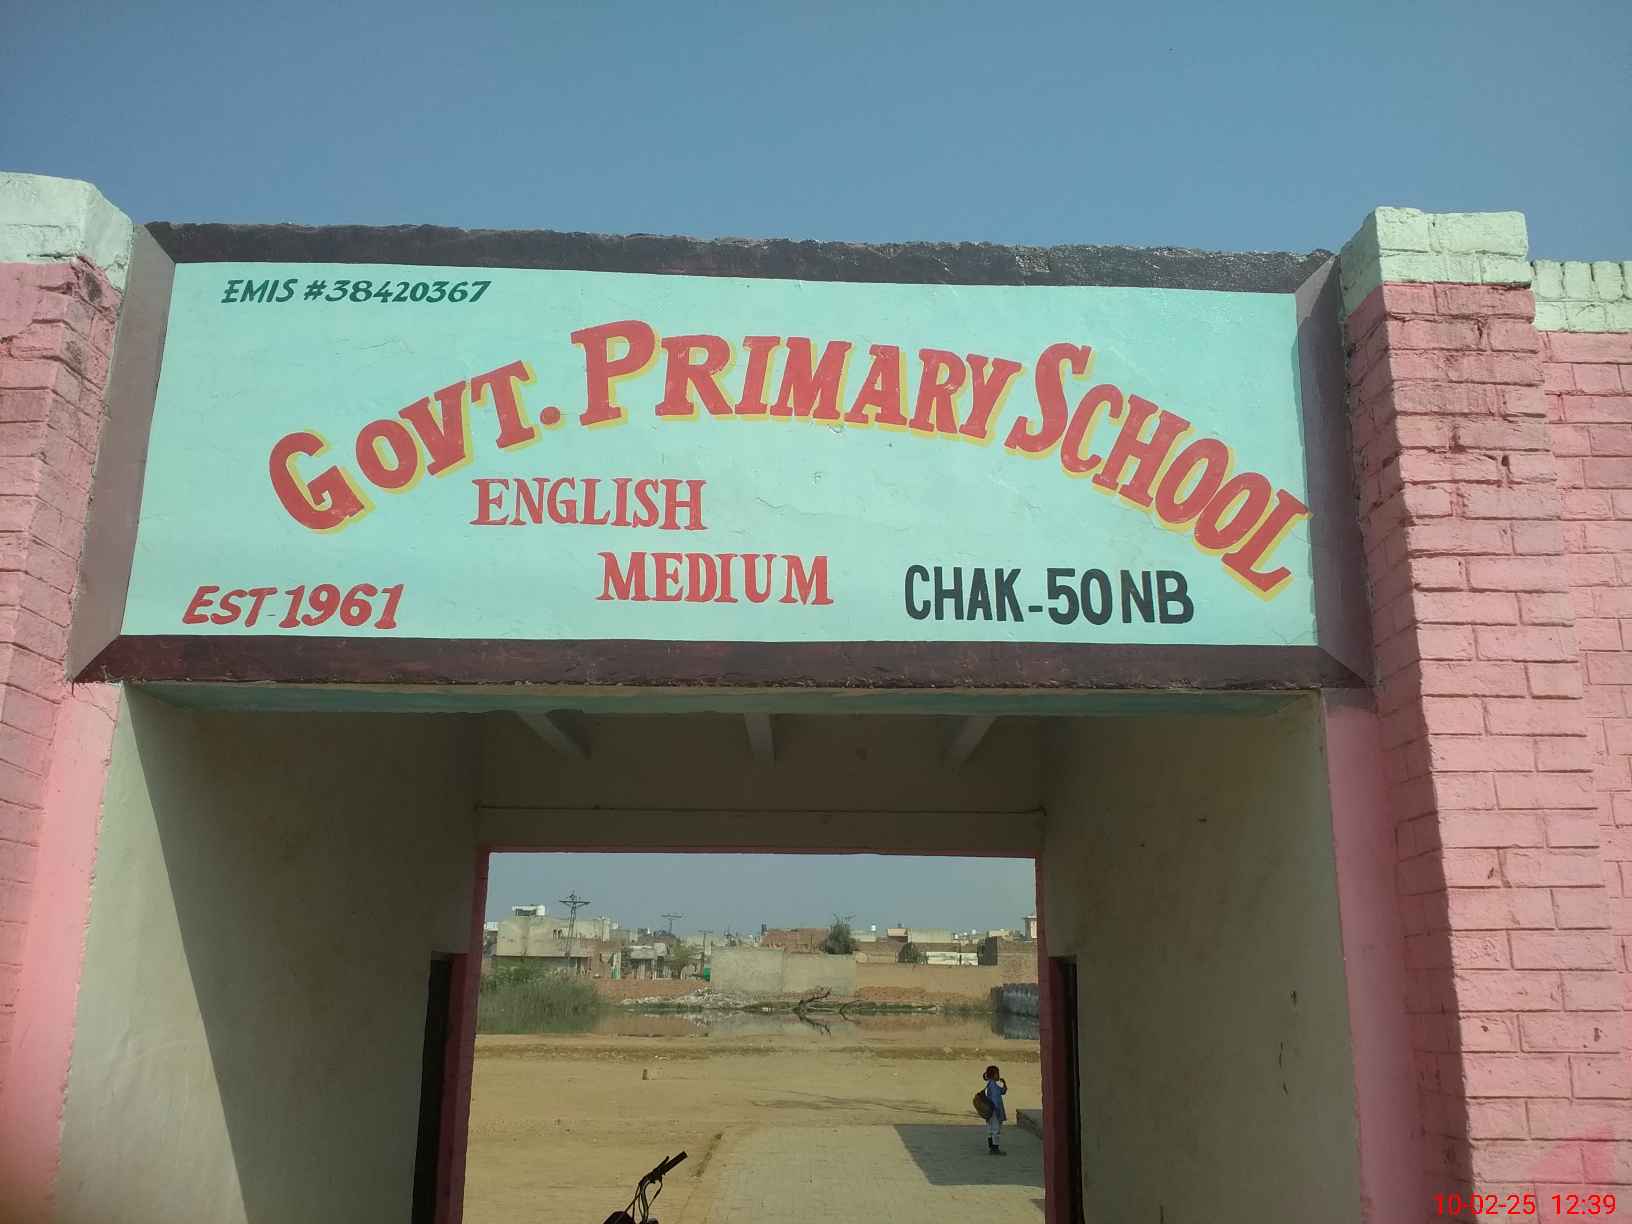 EMIS #38420367
GOVT. PRIMARY SCHOOL
ENGLISH
MEDIUM
EST-1961
CHAK-50NB
10-02-25 12:39